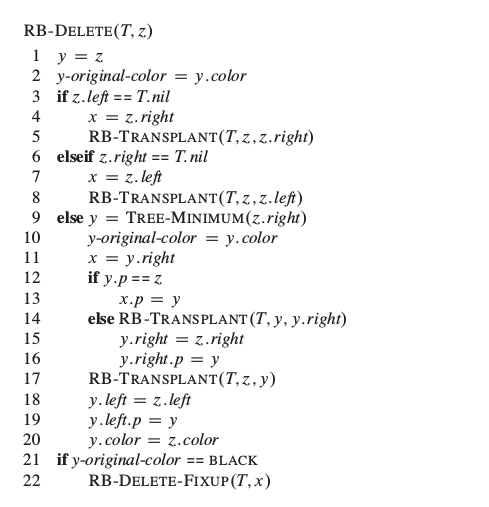 RB-DELETE(T, z)
1 y = z
2 y-original-color = y.color
3 if z.left == T.nil
4 x = z.right
5 RB-TRANSPLANT(T, z, z.right)
6 elseif z.right == T.nil
7 x = z.left
8 RB-TRANSPLANT(T, z, z.left)
9 else y = TREE-MINIMUM(z.right)
10 y-original-color = y.color
11 x = y.right
12 if y.p == z
13 x.p = y
14 else RB-TRANSPLANT(T, y, y.right)
15 y.right = z.right
16 y.right.p = y
17 RB-TRANSPLANT(T, z, y)
18 y.left = z.left
19 y.left.p = y
20 y.color = z.color
21 if y-original-color == BLACK
22 RB-DELETE-FIXUP(T, x)